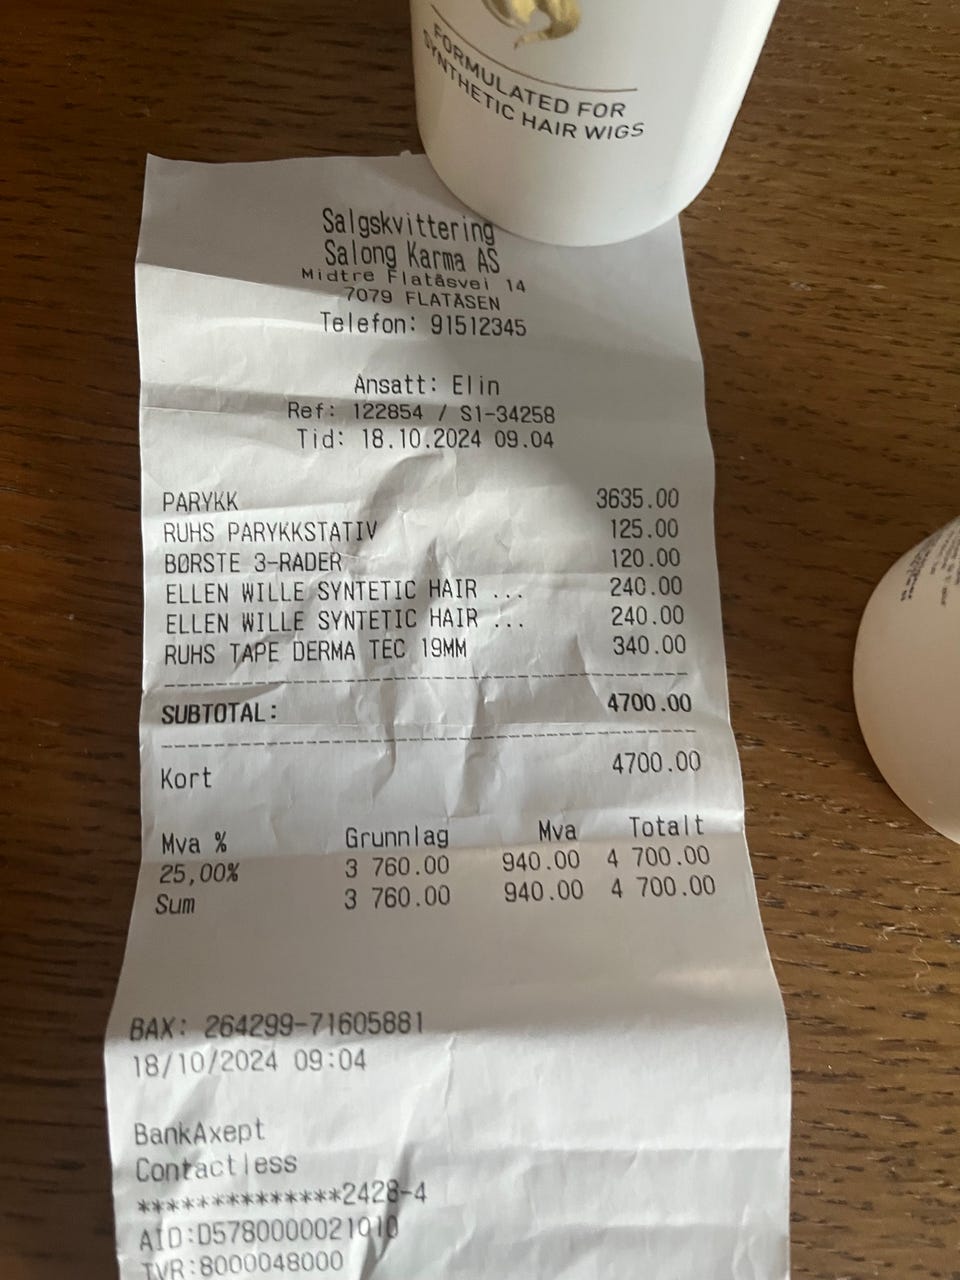 FORMULATED FOR
SYNTHETIC HAIR WIGS
Salgskvittering
Salong Karma AS
Midtre Flatåsvei 14
7079 FLATÅSEN
Telefon: 91512345
Ansatt: Elin
Ref: 122854 / S1-34258
Tid: 18.10.2024 09.04
PARYKK 3635.00
RUHS PARYKKSTATIV 125.00
BØRSTE 3-RADER 120.00
ELLEN WILLE SYNTETIC HAIR ... 240.00
ELLEN WILLE SYNTETIC HAIR ... 240.00
RUHS TAPE DERMA TEC 19MM 340.00
SUBTOTAL: 4700.00
Kort 4700.00
Mva % Grunnlag Mva Totalt
25,00% 3 760.00 940.00 4 700.00
Sum 3 760.00 940.00 4 700.00
BAX: 264299-71605881
18/10/2024 09:04
BankAxept
Contactless
**************2428-4
AID:D5780000021010
TVR:8000048000